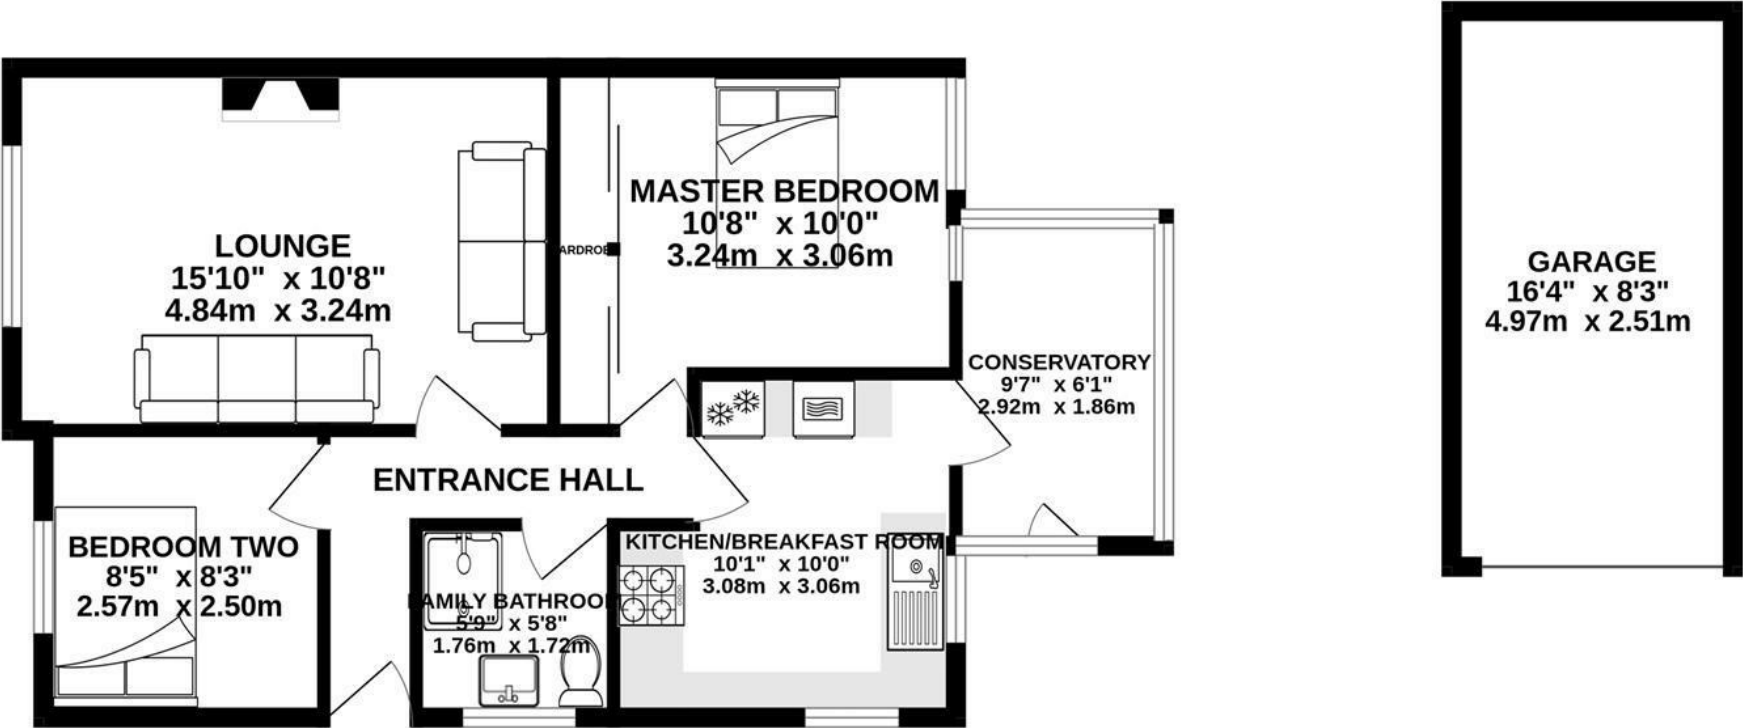 LOUNGE
15'10" x 10'8"
4.84m x 3.24m
MASTER BEDROOM
10'8" x 10'0"
3.24m x 3.06m
CONSERVATORY
9'7" x 6'1"
2.92m x 1.86m
GARAGE
16'4" x 8'3"
4.97m x 2.51m
ENTRANCE HALL
BEDROOM TWO
8'5" x 8'3"
2.57m x 2.50m
FAMILY BATHROOM
5'9" x 5'8"
1.76m x 1.72m
KITCHEN/BREAKFAST ROOM
10'1" x 10'0"
3.08m x 3.06m